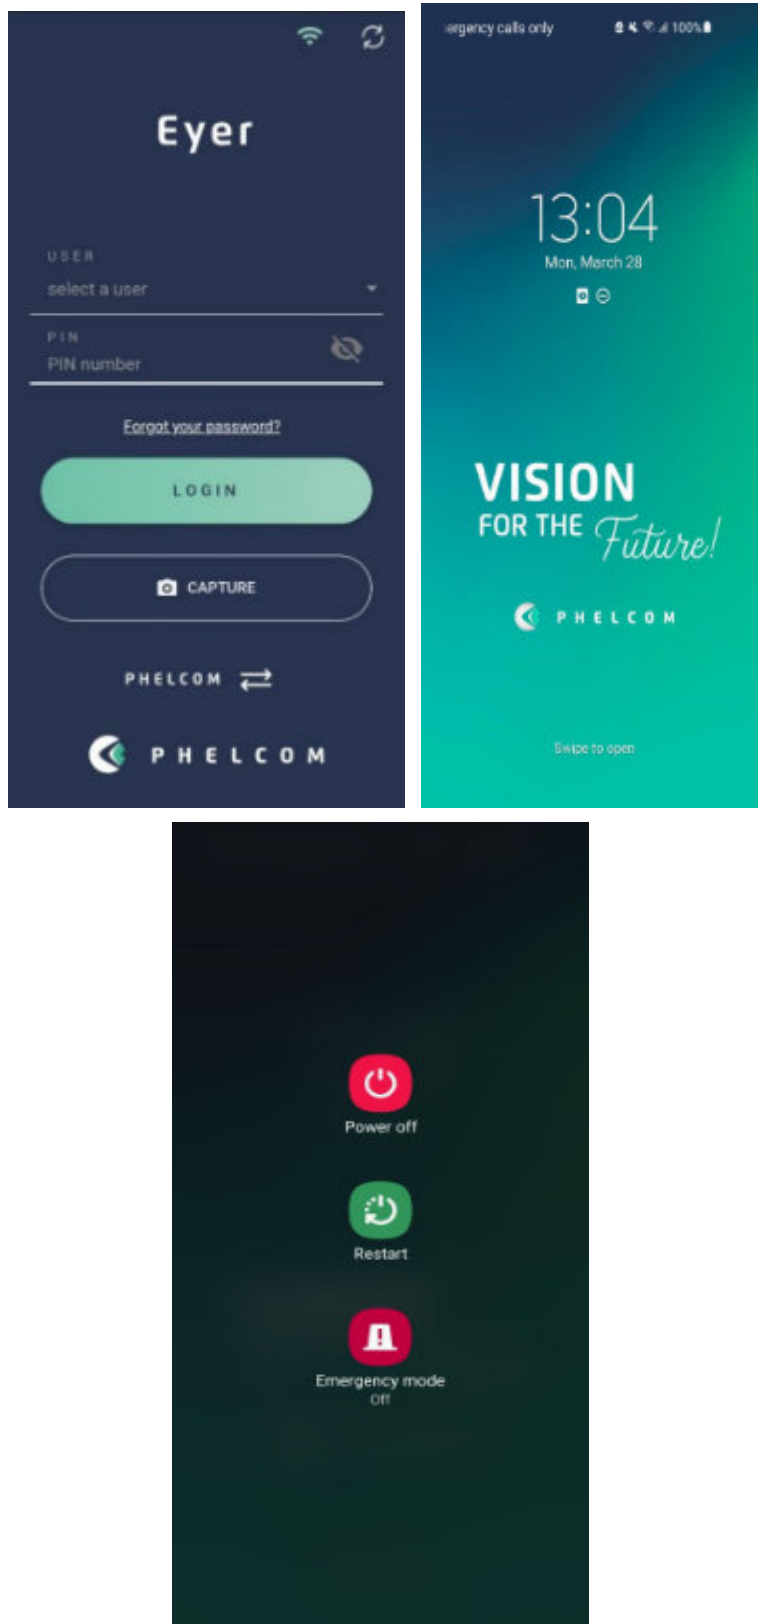 Eyer
USER
select a user
PIN
PIN number
Forgot your password?
LOGIN
CAPTURE
PHELCOM
PHELCOM
ergency calls only 100%
13:04
Mon, March 28
VISION
FOR THE Future!
PHELCOM
Swipe to open
Power off
Restart
Emergency mode
Off